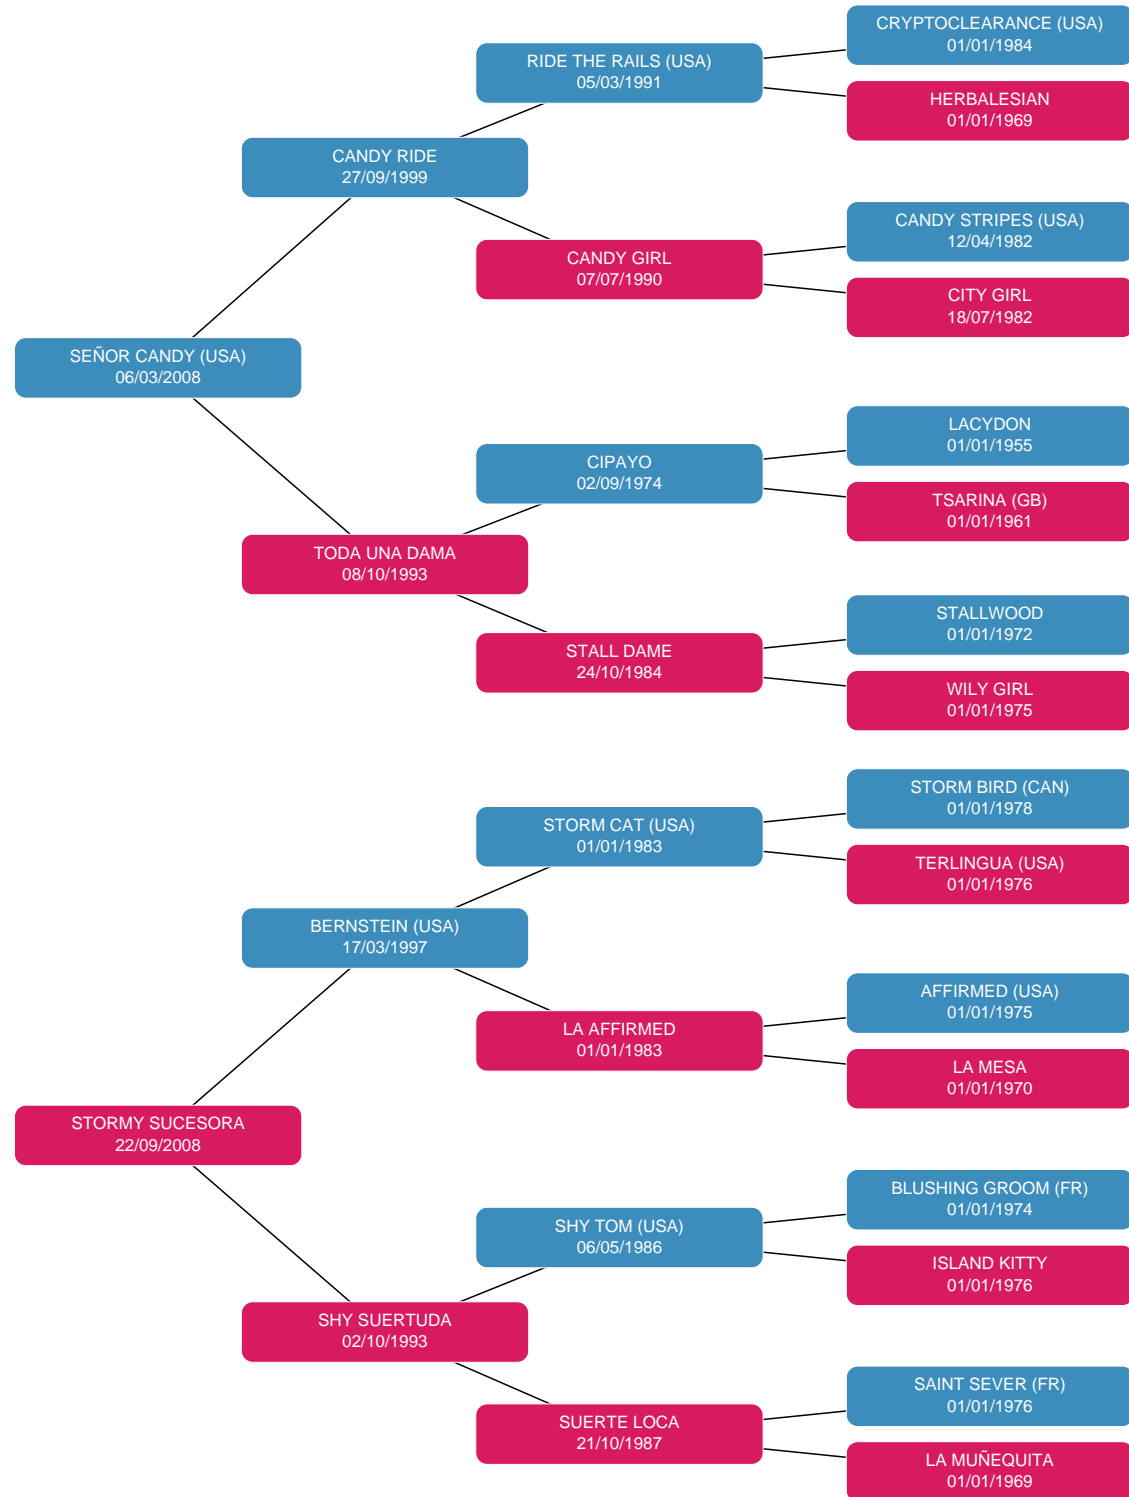 CRYPTOCLEARANCE (USA)
01/01/1984
RIDE THE RAILS (USA)
05/03/1991
HERBALESIAN
01/01/1969
CANDY RIDE
27/09/1999
CANDY STRIPES (USA)
12/04/1982
CANDY GIRL
07/07/1990
CITY GIRL
18/07/1982
SEÑOR CANDY (USA)
06/03/2008
LACYDON
01/01/1955
CIPAYO
02/09/1974
TSARINA (GB)
01/01/1961
TODA UNA DAMA
08/10/1993
STALLWOOD
01/01/1972
STALL DAME
24/10/1984
WILY GIRL
01/01/1975
STORM BIRD (CAN)
01/01/1978
STORM CAT (USA)
01/01/1983
TERLINGUA (USA)
01/01/1976
BERNSTEIN (USA)
17/03/1997
AFFIRMED (USA)
01/01/1975
LA AFFIRMED
01/01/1983
LA MESA
01/01/1970
STORMY SUCESORA
22/09/2008
BLUSHING GROOM (FR)
01/01/1974
SHY TOM (USA)
06/05/1986
ISLAND KITTY
01/01/1976
SHY SUERTUDA
02/10/1993
SAINT SEVER (FR)
01/01/1976
SUERTE LOCA
21/10/1987
LA MUÑEQUITA
01/01/1969